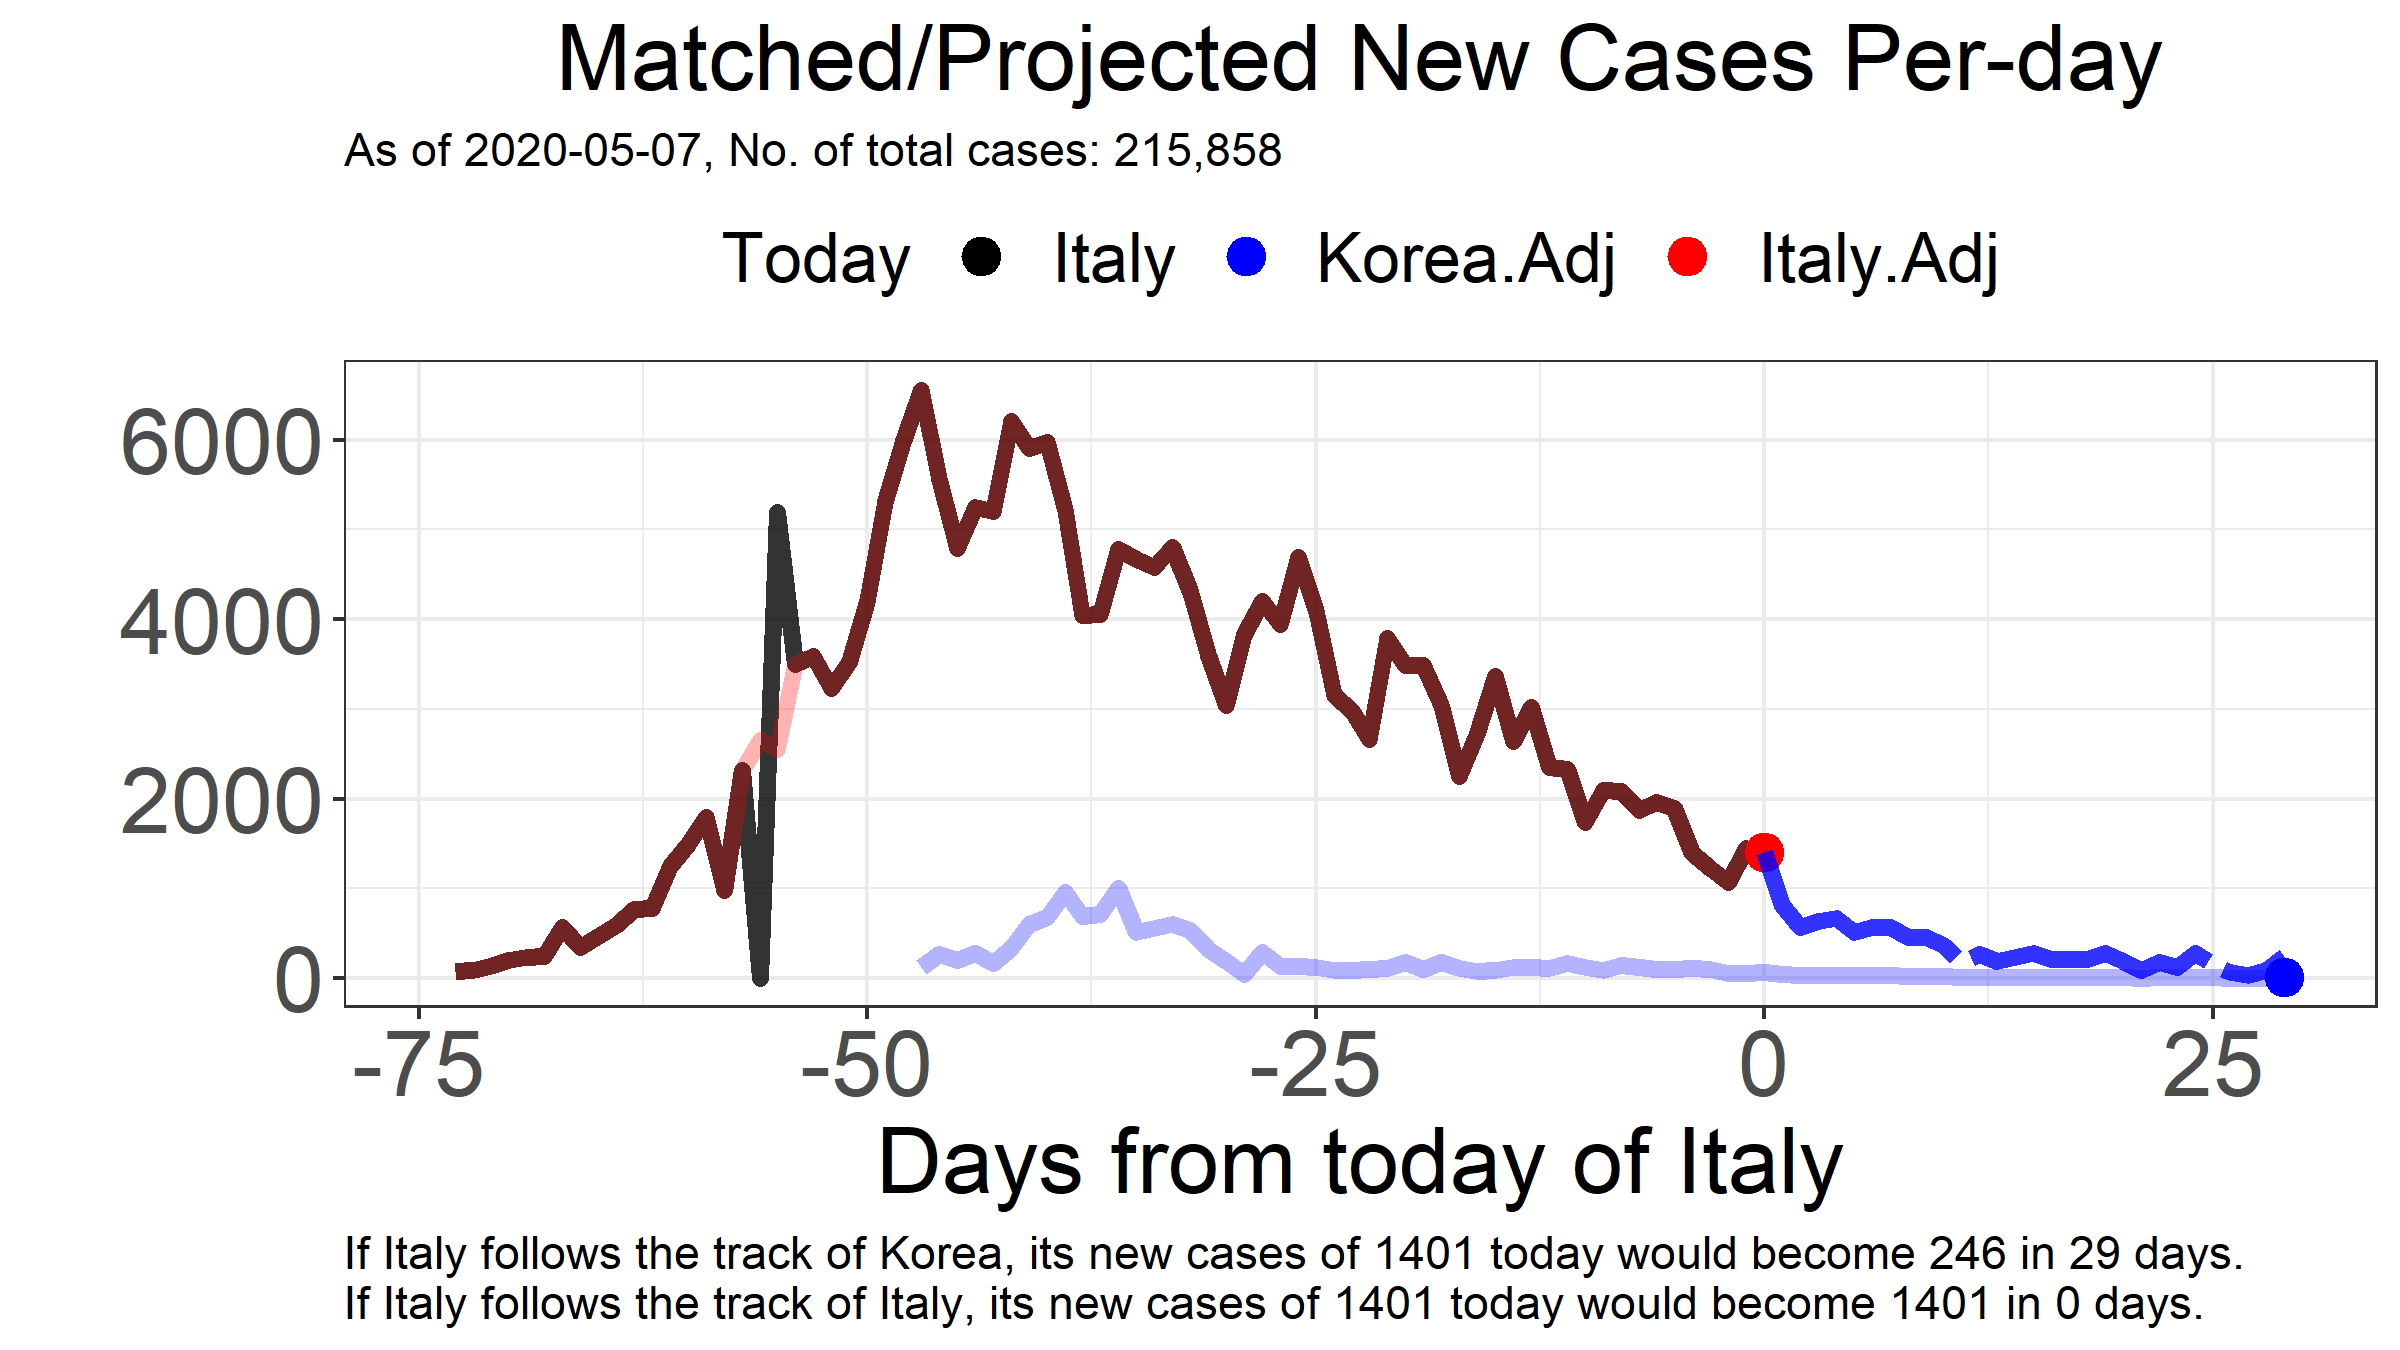 Matched/Projected New Cases Per-day
As of 2020-05-07, No. of total cases: 215,858
Today Italy Korea.Adj Italy.Adj
6000
4000
2000
0
-75 -50 -25 0 25
Days from today of Italy
If Italy follows the track of Korea, its new cases of 1401 today would become 246 in 29 days.
If Italy follows the track of Italy, its new cases of 1401 today would become 1401 in 0 days.